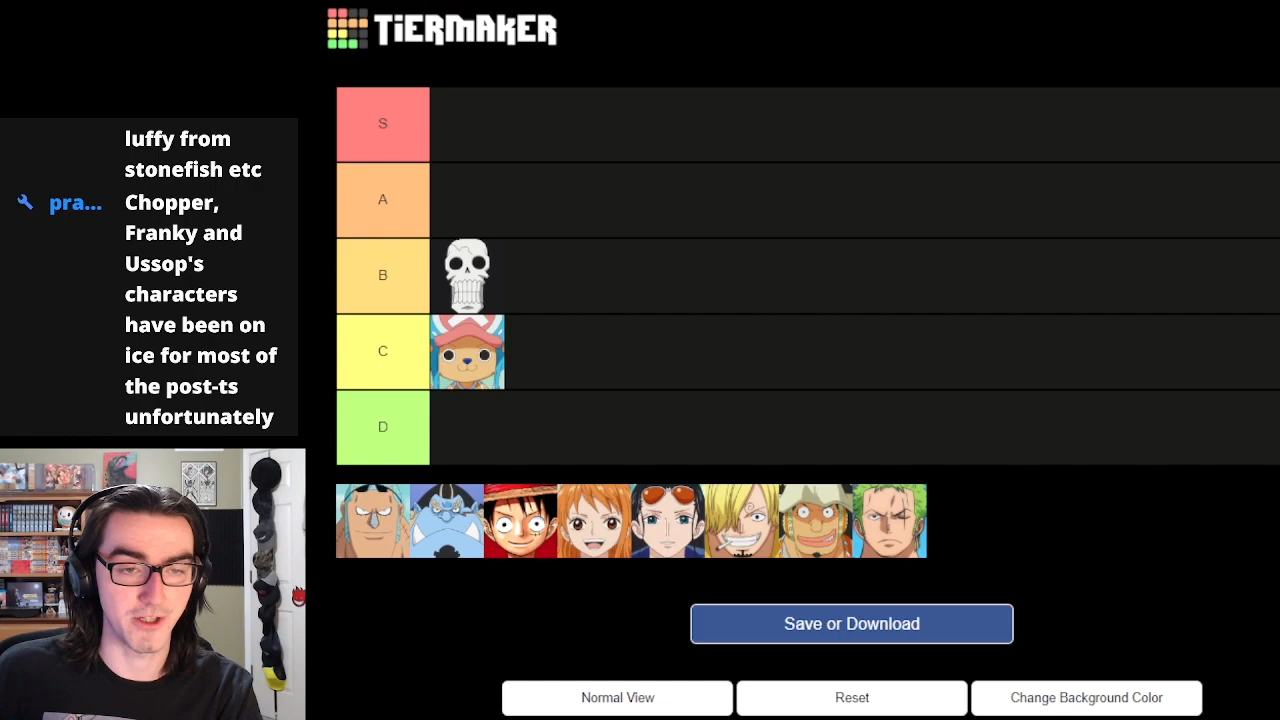 TiERMAKER
luffy from
stonefish etc
pra... Chopper,
Franky and
Ussop's
characters
have been on
ice for most of
the post-ts
unfortunately
S
A
B
C
D
Save or Download
Normal View
Reset
Change Background Color